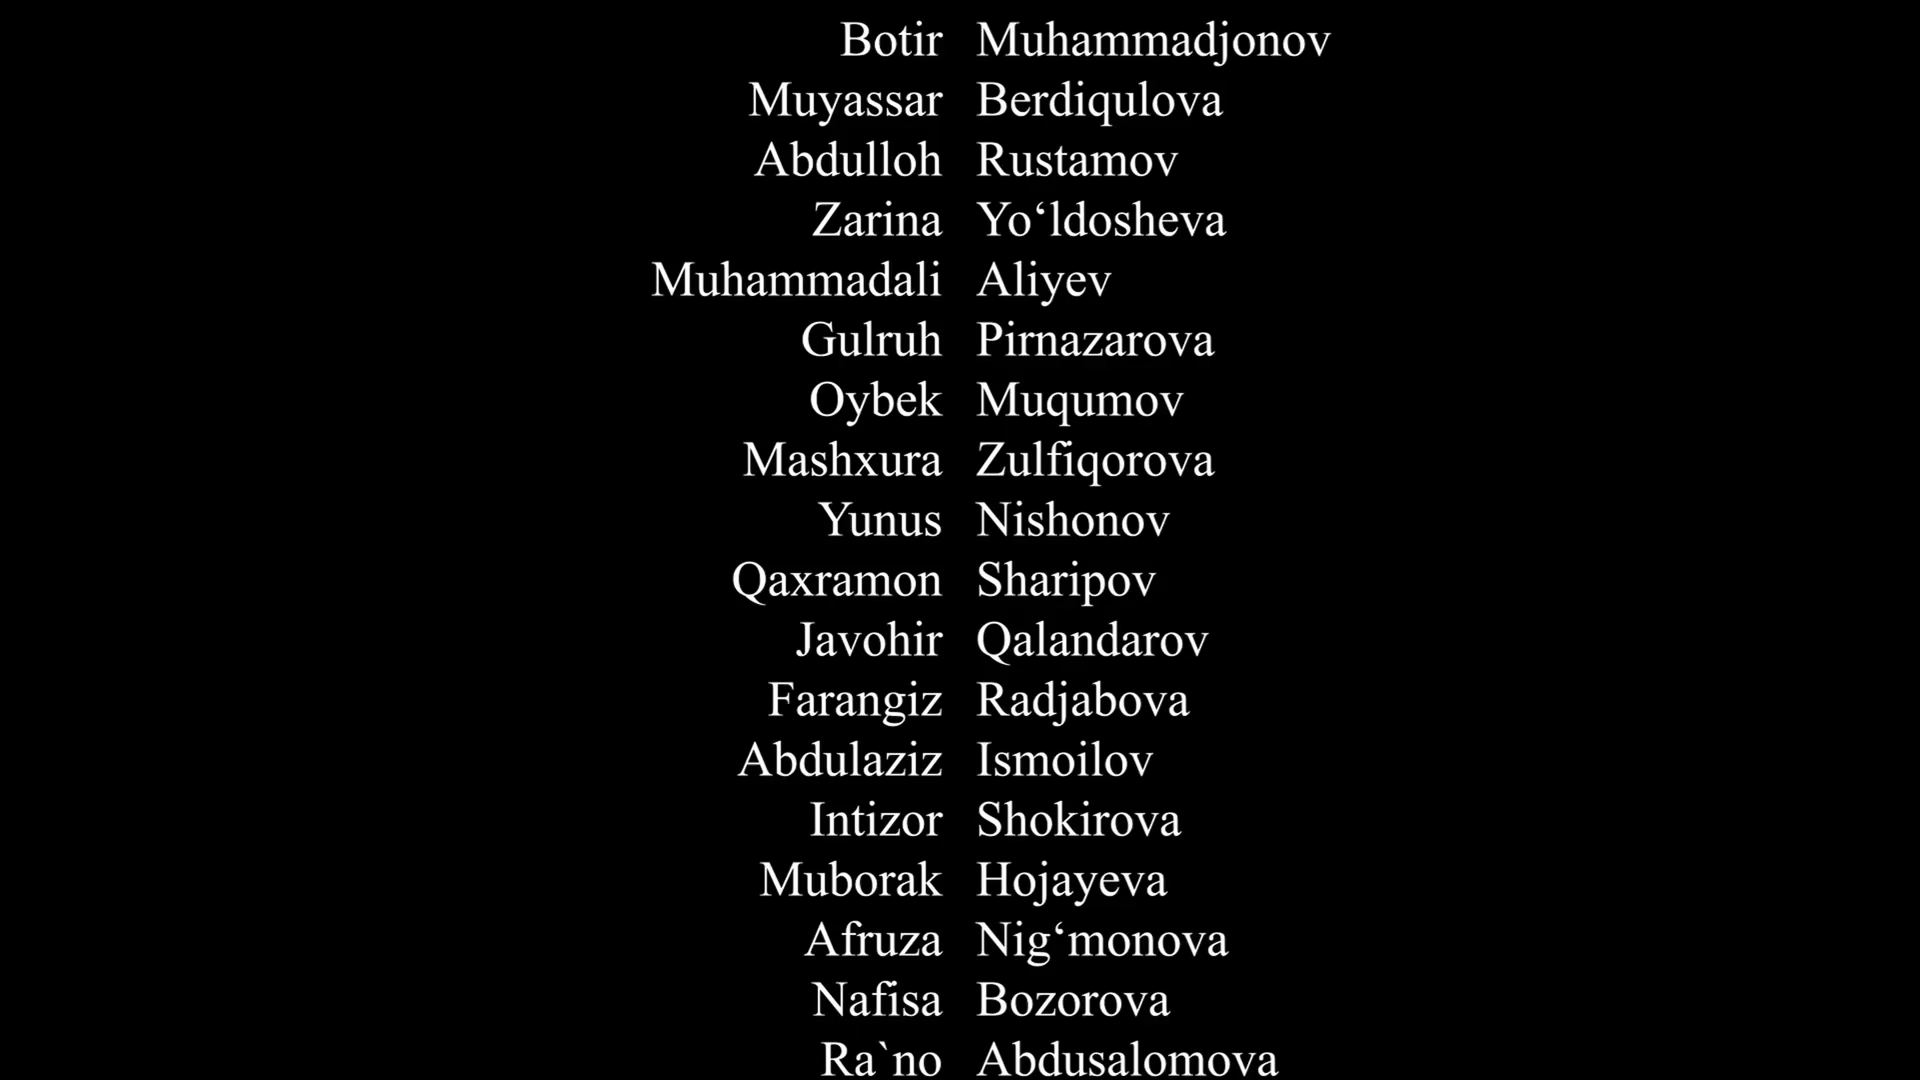 Botir Muhammadjonov
Muyassar Berdiqulova
Abdulloh Rustamov
Zarina Yo‘ldosheva
Muhammadali Aliyev
Gulruh Pirnazarova
Oybek Muqumov
Mashxura Zulfiqorova
Yunus Nishonov
Qaxramon Sharipov
Javohir Qalandarov
Farangiz Radjabova
Abdulaziz Ismoilov
Intizor Shokirova
Muborak Hojayeva
Afruza Nig‘monova
Nafisa Bozorova
Ra`no Abdusalomova